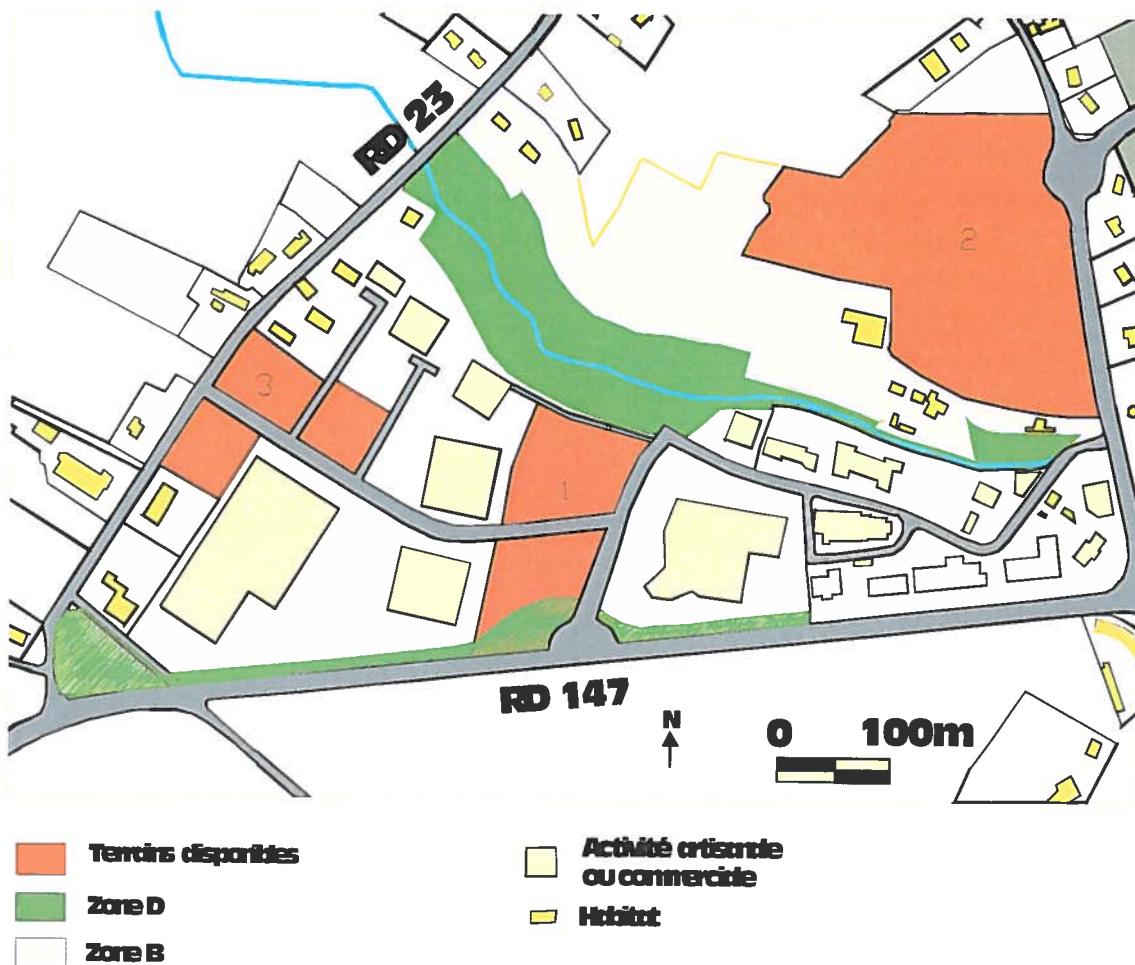 RD 23
2
3
1
RD 147
N
0 100m
Terrains disponibles
Zone D
Zone B
Activité artisanale
ou commerciale
Habitat